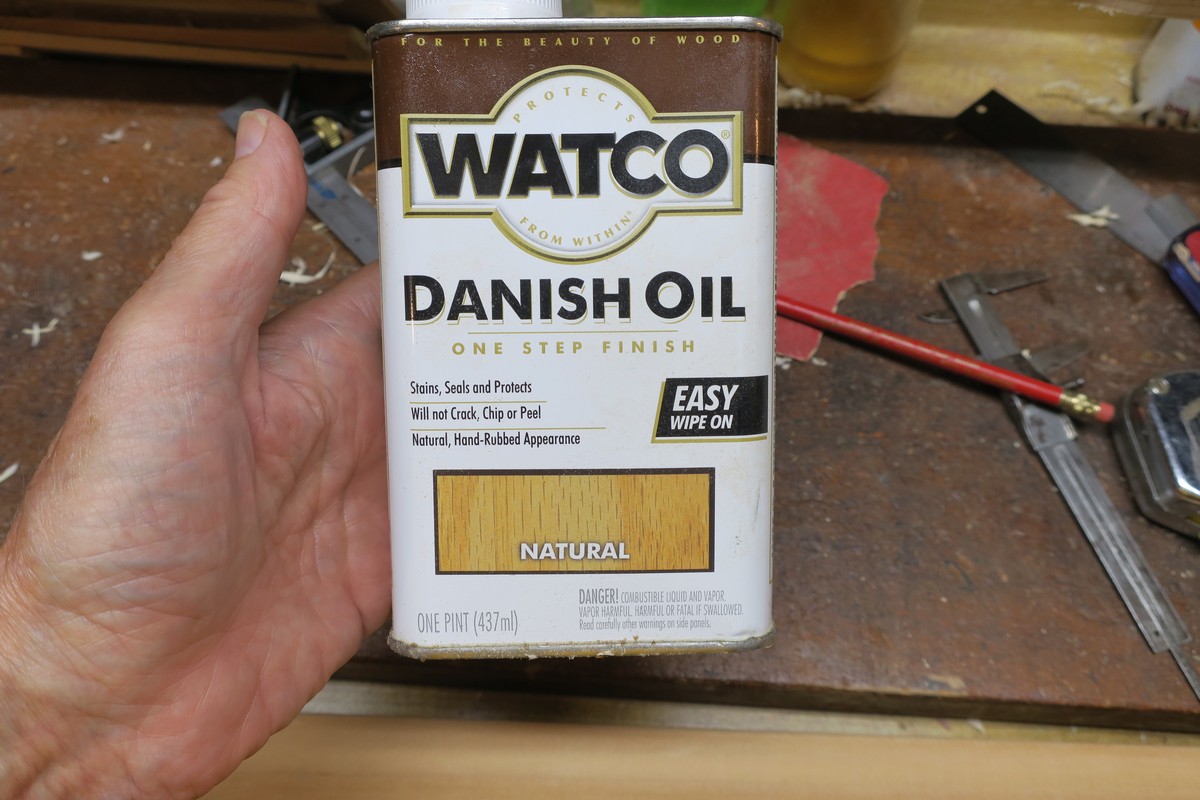 FOR THE BEAUTY OF WOOD
PROTECTS
WATCO®
FROM WITHIN®
DANISH OIL
ONE STEP FINISH
Stains, Seals and Protects
Will not Crack, Chip or Peel
Natural, Hand-Rubbed Appearance
EASY
WIPE ON
NATURAL
ONE PINT (437ml)
DANGER! COMBUSTIBLE LIQUID AND VAPOR.
VAPOR HARMFUL. HARMFUL OR FATAL IF SWALLOWED.
Read carefully other warnings on side panels.